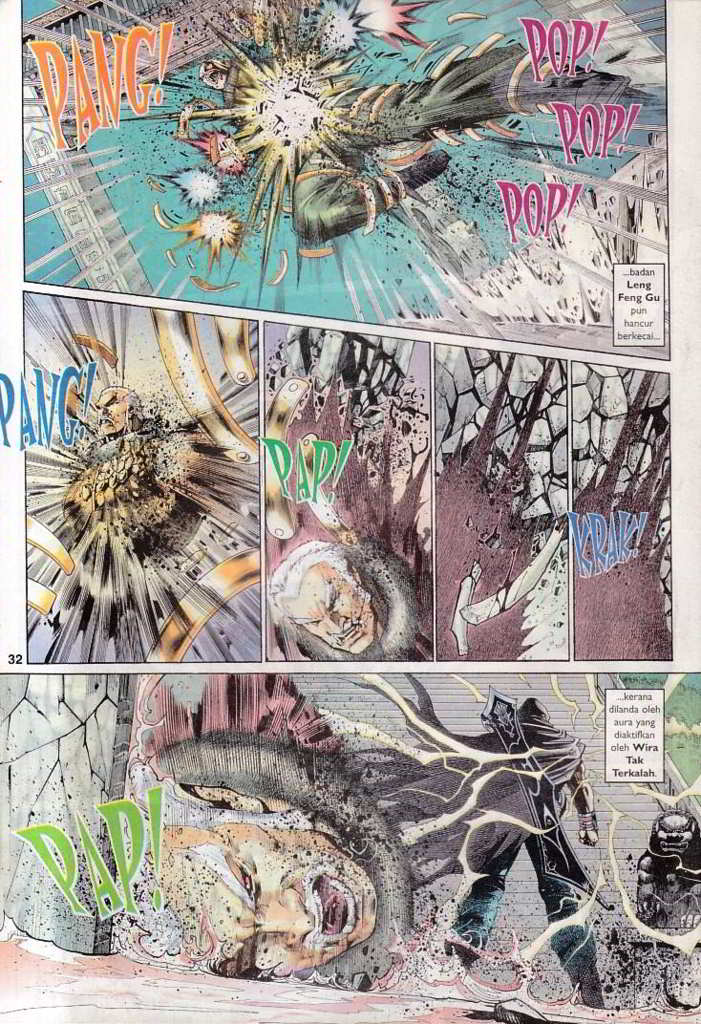 PANG!
POP!
POP!
POP!
...badan
Leng
Feng Gu
pun
hancur
berkecai...
PANG!
PAP!
KRAK!
32
...kerana
dilanda oleh
aura yang
diaktifkan
oleh Wira
Tak
Terkalah.
PAP!